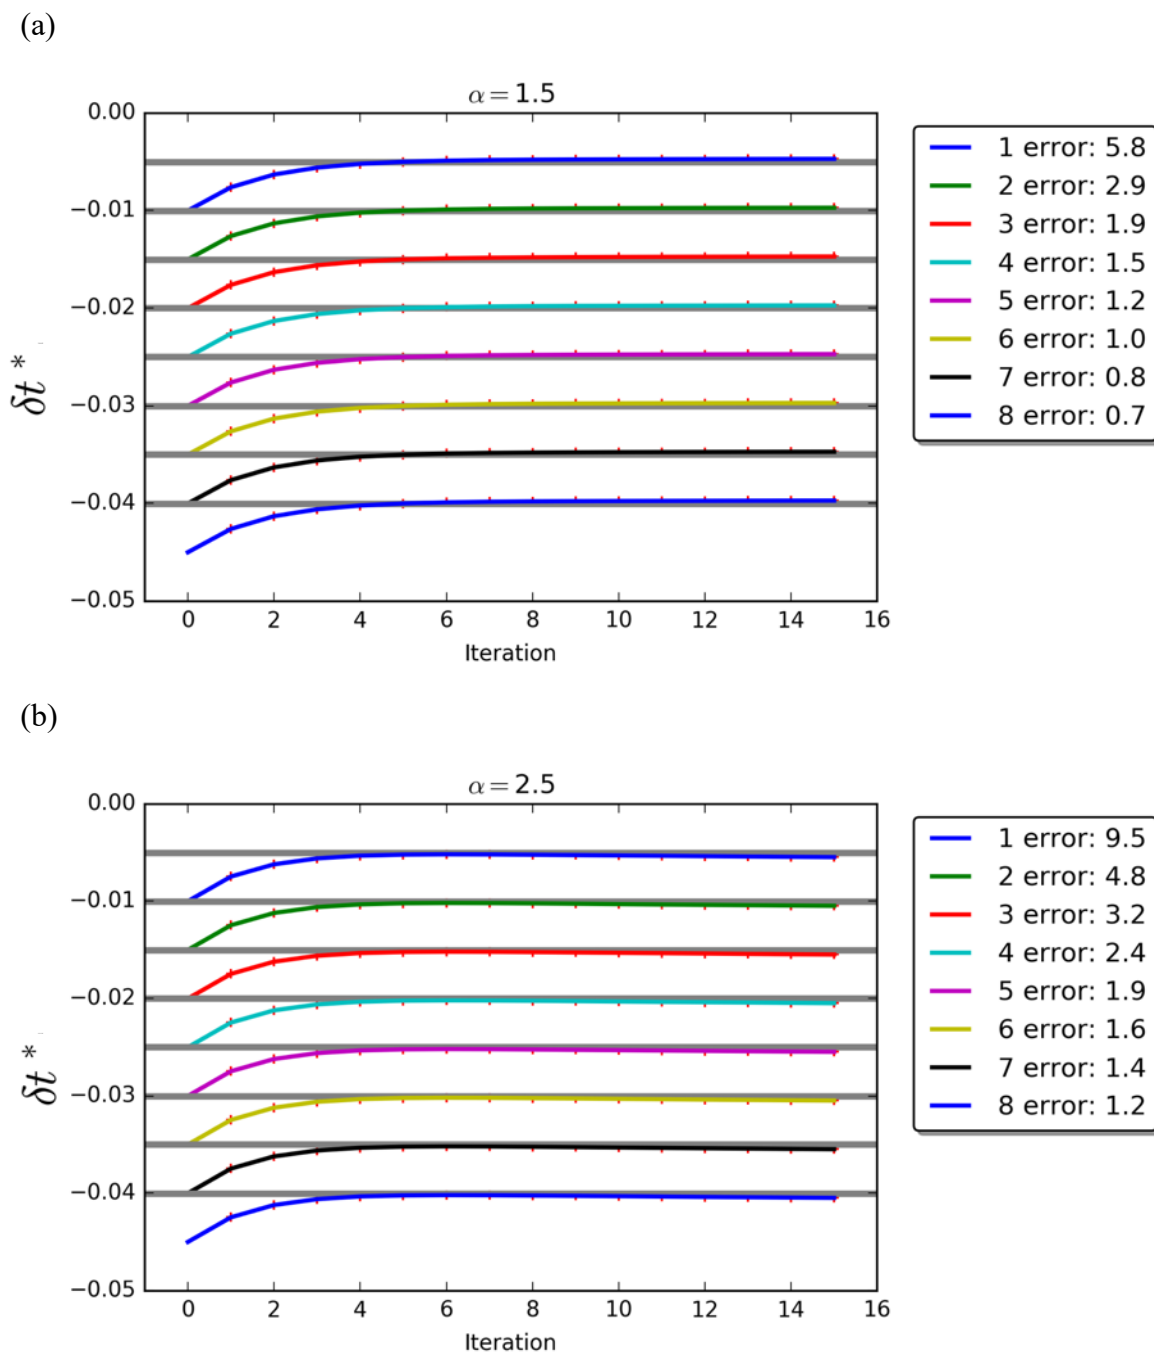 (a)
α = 1.5
0.00
−0.01
−0.02
−0.03
−0.04
−0.05
δt*
0 2 4 6 8 10 12 14 16
Iteration
1 error: 5.8
2 error: 2.9
3 error: 1.9
4 error: 1.5
5 error: 1.2
6 error: 1.0
7 error: 0.8
8 error: 0.7
(b)
α = 2.5
0.00
−0.01
−0.02
−0.03
−0.04
−0.05
δt*
0 2 4 6 8 10 12 14 16
Iteration
1 error: 9.5
2 error: 4.8
3 error: 3.2
4 error: 2.4
5 error: 1.9
6 error: 1.6
7 error: 1.4
8 error: 1.2